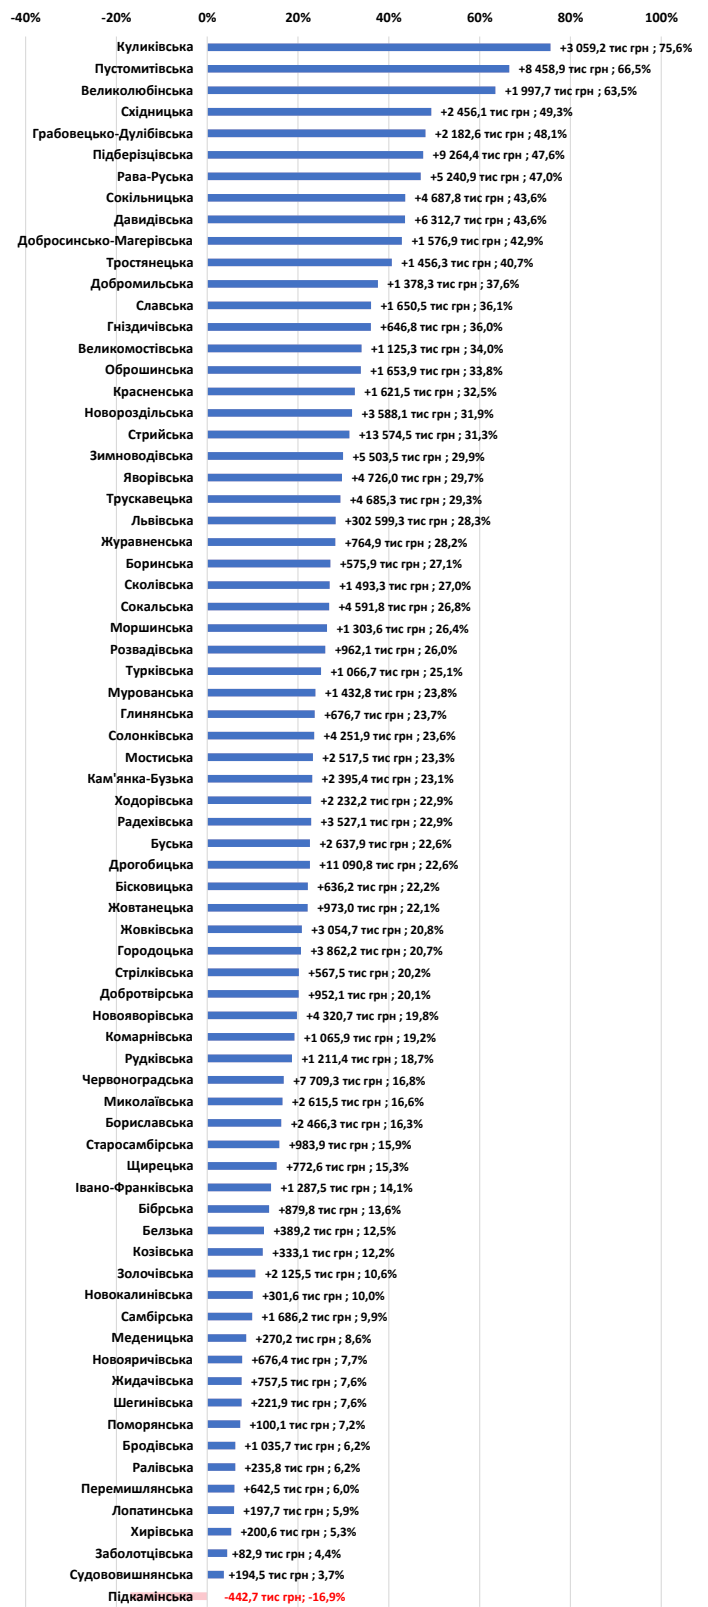 -40% -20% 0% 20% 40% 60% 80% 100%
Куликівська +3 059,2 тис грн ; 75,6%
Пустомитівська +8 458,9 тис грн ; 66,5%
Великолюбінська +1 997,7 тис грн ; 63,5%
Східницька +2 456,1 тис грн ; 49,3%
Грабовецько-Дулібівська +2 182,6 тис грн ; 48,1%
Підберізцівська +9 264,4 тис грн ; 47,6%
Рава-Руська +5 240,9 тис грн ; 47,0%
Сокільницька +4 687,8 тис грн ; 43,6%
Давидівська +6 312,7 тис грн ; 43,6%
Добросинсько-Магерівська +1 576,9 тис грн ; 42,9%
Тростянецька +1 456,3 тис грн ; 40,7%
Добромильська +1 378,3 тис грн ; 37,6%
Славська +1 650,5 тис грн ; 36,1%
Гніздичівська +646,8 тис грн ; 36,0%
Великомостівська +1 125,3 тис грн ; 34,0%
Оброшинська +1 653,9 тис грн ; 33,8%
Красненська +1 621,5 тис грн ; 32,5%
Новороздільська +3 588,1 тис грн ; 31,9%
Стрийська +13 574,5 тис грн ; 31,3%
Зимноводівська +5 503,5 тис грн ; 29,9%
Яворівська +4 726,0 тис грн ; 29,7%
Трускавецька +4 685,3 тис грн ; 29,3%
Львівська +302 599,3 тис грн ; 28,3%
Журавненська +764,9 тис грн ; 28,2%
Боринська +575,9 тис грн ; 27,1%
Сколівська +1 493,3 тис грн ; 27,0%
Сокальська +4 591,8 тис грн ; 26,8%
Моршинська +1 303,6 тис грн ; 26,4%
Розвадівська +962,1 тис грн ; 26,0%
Турківська +1 066,7 тис грн ; 25,1%
Мурованська +1 432,8 тис грн ; 23,8%
Глинянська +676,7 тис грн ; 23,7%
Солонківська +4 251,9 тис грн ; 23,6%
Мостиська +2 517,5 тис грн ; 23,3%
Кам'янка-Бузька +2 395,4 тис грн ; 23,1%
Ходорівська +2 232,2 тис грн ; 22,9%
Радехівська +3 527,1 тис грн ; 22,9%
Буська +2 637,9 тис грн ; 22,6%
Дрогобицька +11 090,8 тис грн ; 22,6%
Бісковицька +636,2 тис грн ; 22,2%
Жовтанецька +973,0 тис грн ; 22,1%
Жовківська +3 054,7 тис грн ; 20,8%
Городоцька +3 862,2 тис грн ; 20,7%
Стрілківська +567,5 тис грн ; 20,2%
Добротвірська +952,1 тис грн ; 20,1%
Новояворівська +4 320,7 тис грн ; 19,8%
Комарнівська +1 065,9 тис грн ; 19,2%
Рудківська +1 211,4 тис грн ; 18,7%
Червоноградська +7 709,3 тис грн ; 16,8%
Миколаївська +2 615,5 тис грн ; 16,6%
Бориславська +2 466,3 тис грн ; 16,3%
Старосамбірська +983,9 тис грн ; 15,9%
Щирецька +772,6 тис грн ; 15,3%
Івано-Франківська +1 287,5 тис грн ; 14,1%
Бібрська +879,8 тис грн ; 13,6%
Белзька +389,2 тис грн ; 12,5%
Козівська +333,1 тис грн ; 12,2%
Золочівська +2 125,5 тис грн ; 10,6%
Новокалинівська +301,6 тис грн ; 10,0%
Самбірська +1 686,2 тис грн ; 9,9%
Меденицька +270,2 тис грн ; 8,6%
Новояричівська +676,4 тис грн ; 7,7%
Жидачівська +757,5 тис грн ; 7,6%
Шегинівська +221,9 тис грн ; 7,6%
Поморянська +100,1 тис грн ; 7,2%
Бродівська +1 035,7 тис грн ; 6,2%
Ралівська +235,8 тис грн ; 6,2%
Перемишлянська +642,5 тис грн ; 6,0%
Лопатинська +197,7 тис грн ; 5,9%
Хирівська +200,6 тис грн ; 5,3%
Заболотцівська +82,9 тис грн ; 4,4%
Судововишнянська +194,5 тис грн ; 3,7%
Підкамінська -442,7 тис грн; -16,9%